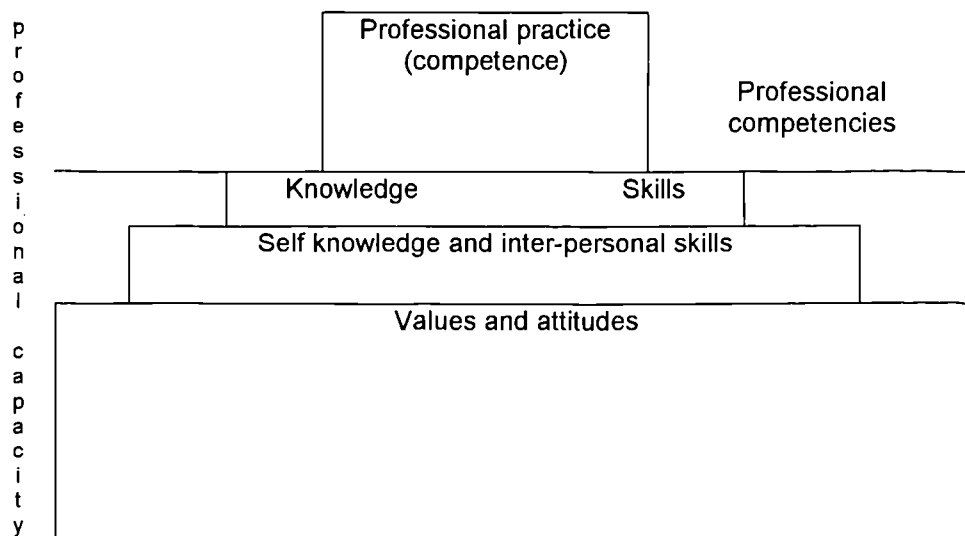 professional capacity
Professional practice
(competence)
Professional
competencies
Knowledge Skills
Self knowledge and inter-personal skills
Values and attitudes